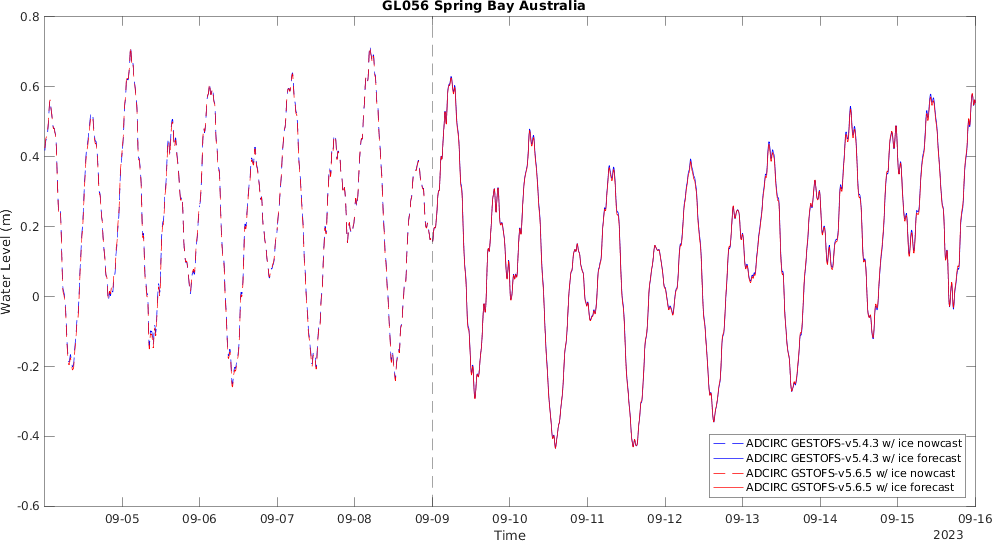 GL056 Spring Bay Australia
0.8
0.6
0.4
0.2
0
-0.2
-0.4
-0.6
Water Level (m)
ADCIRC GESTOFS-v5.4.3 w/ ice nowcast
ADCIRC GESTOFS-v5.4.3 w/ ice forecast
ADCIRC GSTOFS-v5.6.5 w/ ice nowcast
ADCIRC GSTOFS-v5.6.5 w/ ice forecast
09-05 09-06 09-07 09-08 09-09 09-10 09-11 09-12 09-13 09-14 09-15 09-16
Time
2023